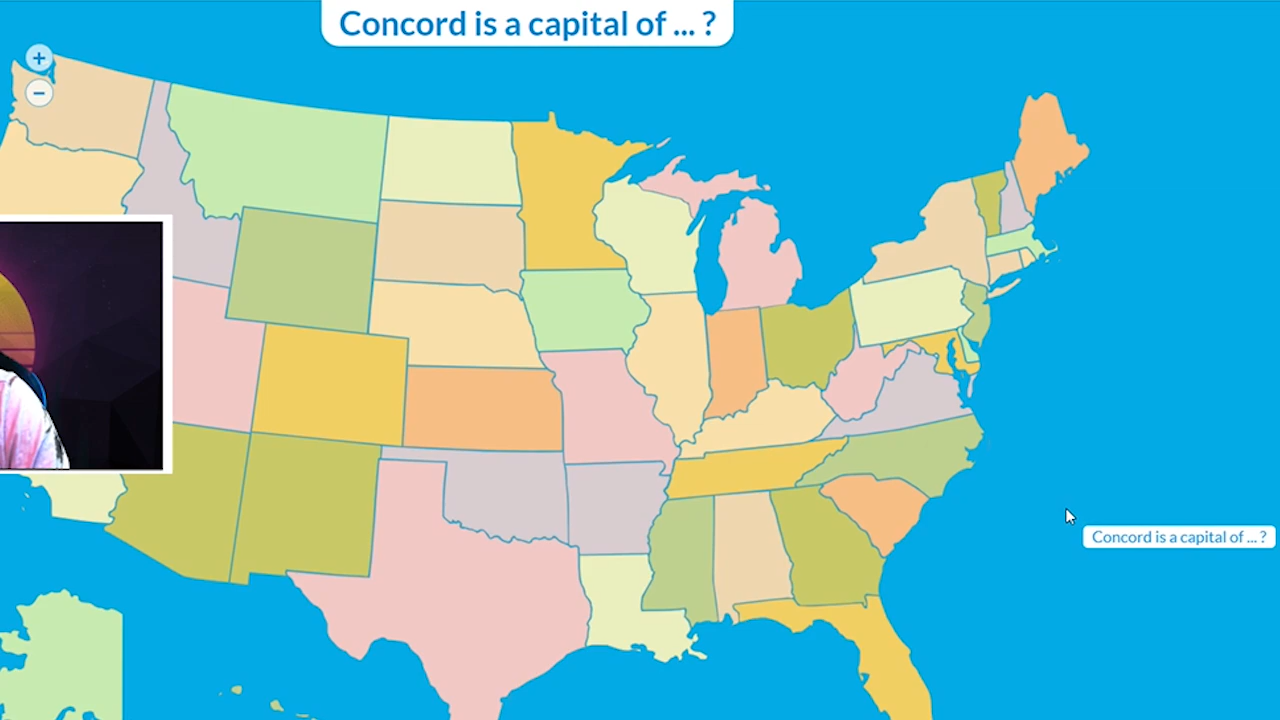 Concord is a capital of ... ?
+
−
Concord is a capital of ... ?